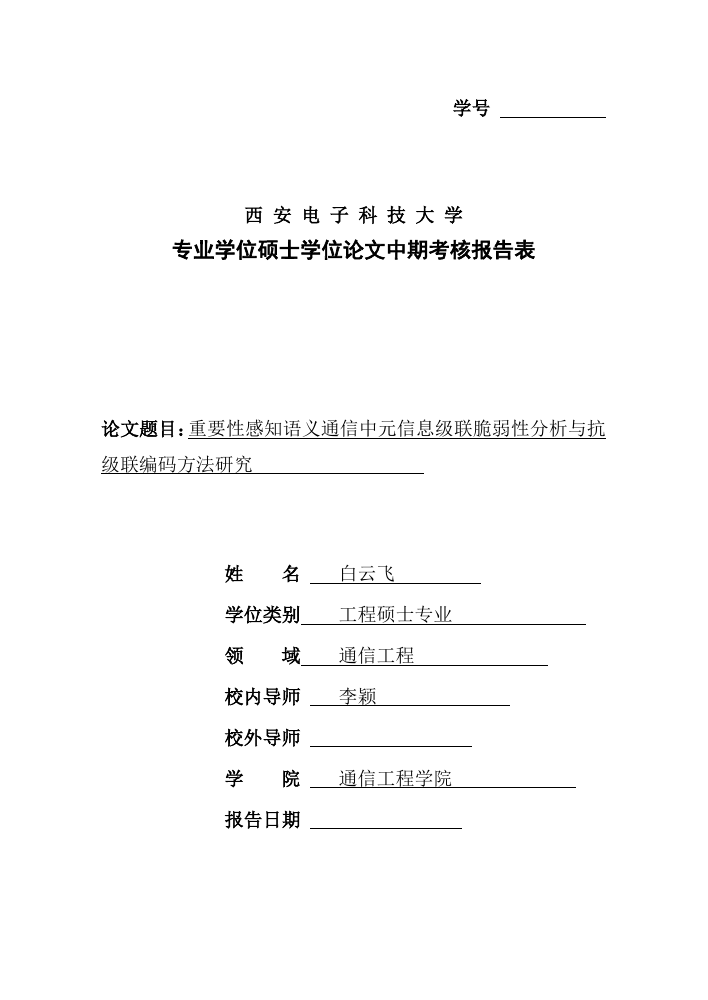 学号
西安电子科技大学
专业学位硕士学位论文中期考核报告表
论文题目：重要性感知语义通信中元信息级联脆弱性分析与抗
级联编码方法研究
姓 名 白云飞
学位类别 工程硕士专业
领 域 通信工程
校内导师 李颖
校外导师
学 院 通信工程学院
报告日期